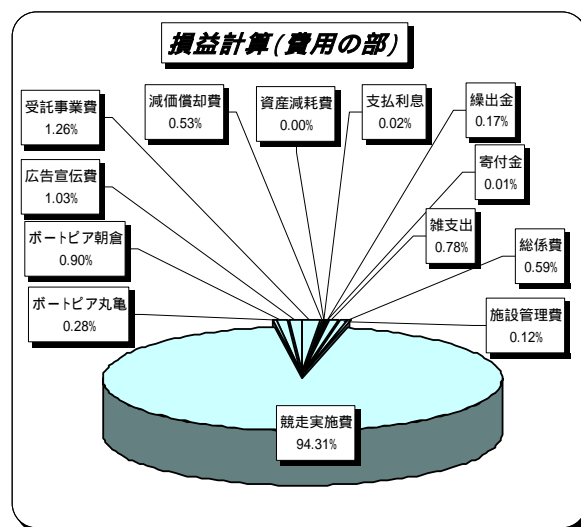 損益計算(費用の部)
受託事業費
1.26%
減価償却費
0.53%
資産減耗費
0.00%
支払利息
0.02%
繰出金
0.17%
広告宣伝費
1.03%
寄付金
0.01%
ボートピア朝倉
0.90%
雑支出
0.78%
総係費
0.59%
ボートピア丸亀
0.28%
施設管理費
0.12%
競走実施費
94.31%